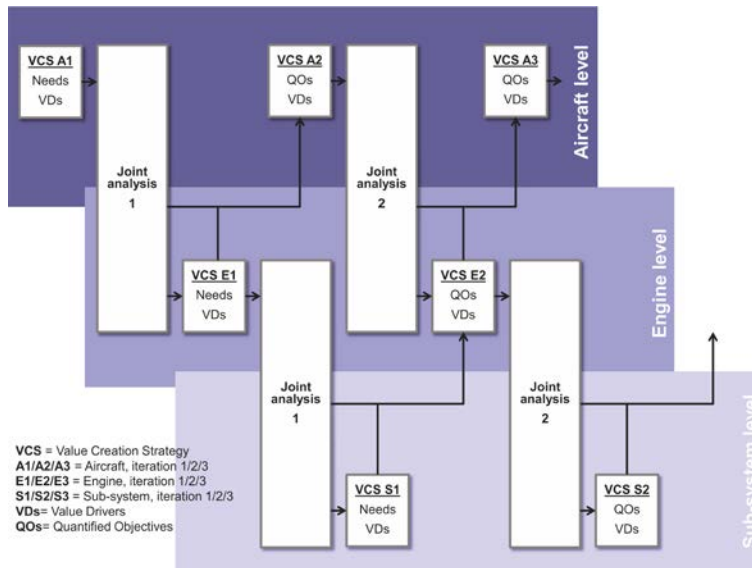 VCS A1
Needs
VDs
VCS A2
QOs
VDs
VCS A3
QOs
VDs
Aircraft level
Joint
analysis
1
Joint
analysis
2
VCS E1
Needs
VDs
VCS E2
QOs
VDs
Engine level
Joint
analysis
1
Joint
analysis
2
VCS S1
Needs
VDs
VCS S2
QOs
VDs
Sub-system level
VCS = Value Creation Strategy
A1/A2/A3 = Aircraft, iteration 1/2/3
E1/E2/E3 = Engine, iteration 1/2/3
S1/S2/S3 = Sub-system, iteration 1/2/3
VDs= Value Drivers
QOs= Quantified Objectives